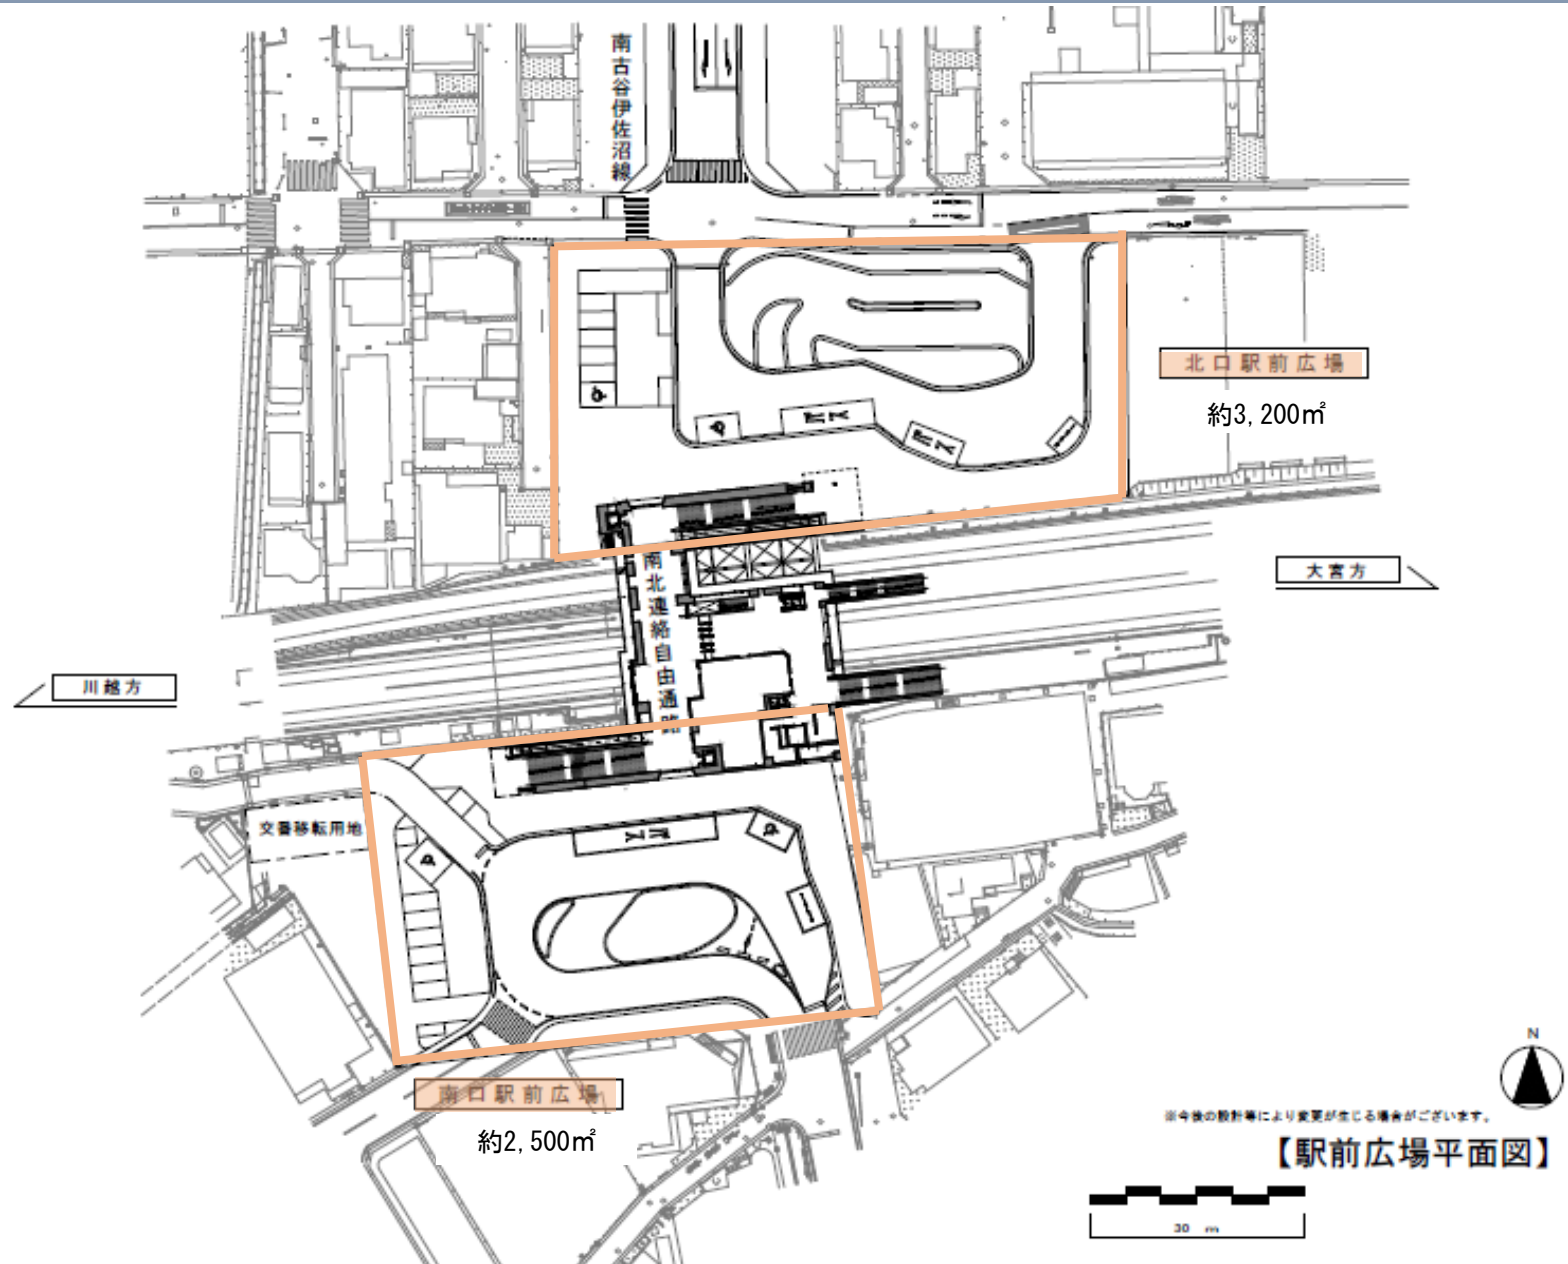 南古谷伊佐沼線
北口駅前広場
約3,200㎡
南北連絡自由通路
大宮方
川越方
交番移転用地
南口駅前広場
約2,500㎡
N
※今後の設計等により変更が生じる場合がございます。
【駅前広場平面図】
30 m